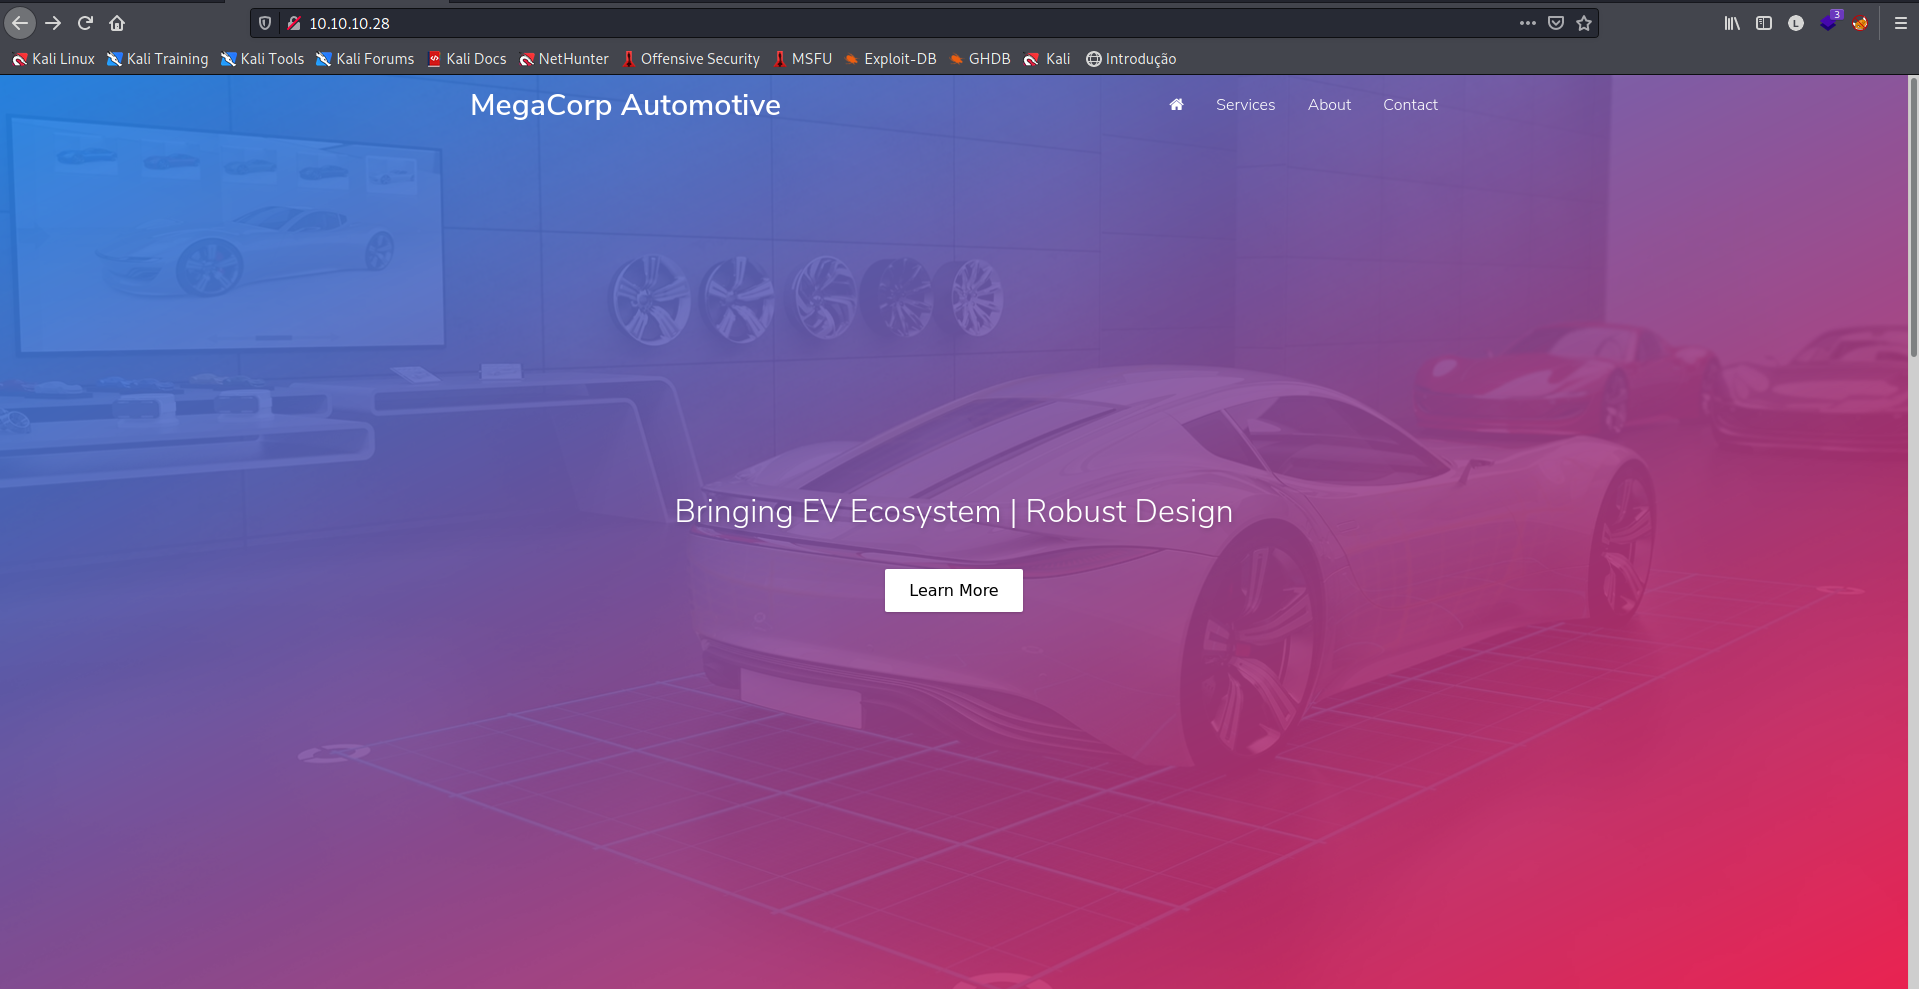 10.10.10.28
3
L
Kali Linux Kali Training Kali Tools Kali Forums Kali Docs NetHunter Offensive Security MSFU Exploit-DB GHDB Kali Introdução
MegaCorp Automotive Services About Contact
Bringing EV Ecosystem | Robust Design
Learn More